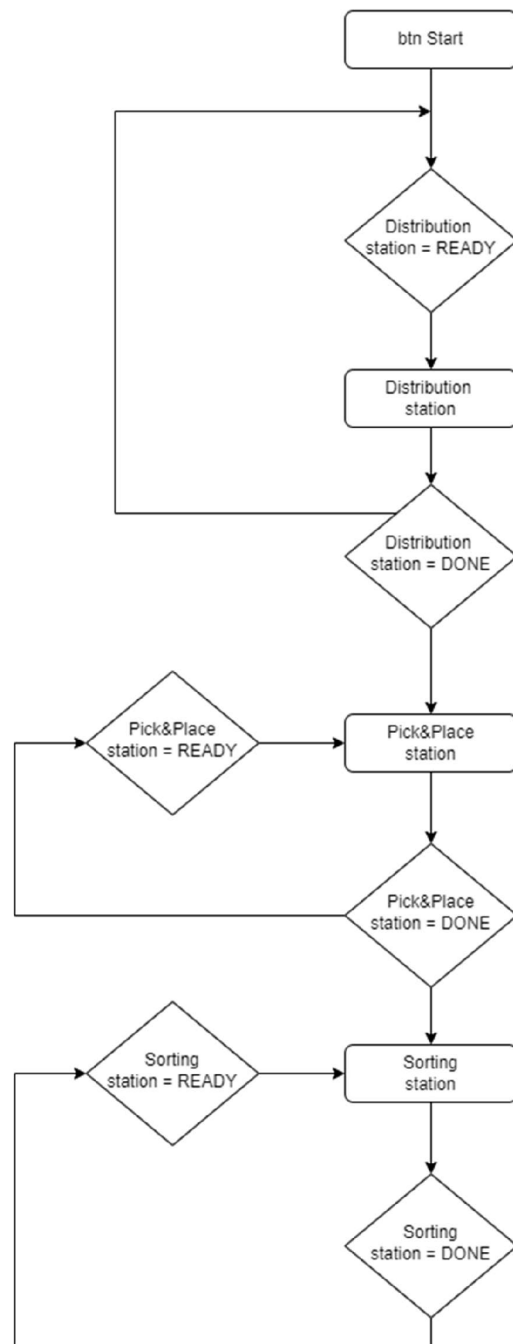 btn Start
Distribution
station = READY
Distribution
station
Distribution
station = DONE
Pick&Place
station = READY
Pick&Place
station
Pick&Place
station = DONE
Sorting
station = READY
Sorting
station
Sorting
station = DONE